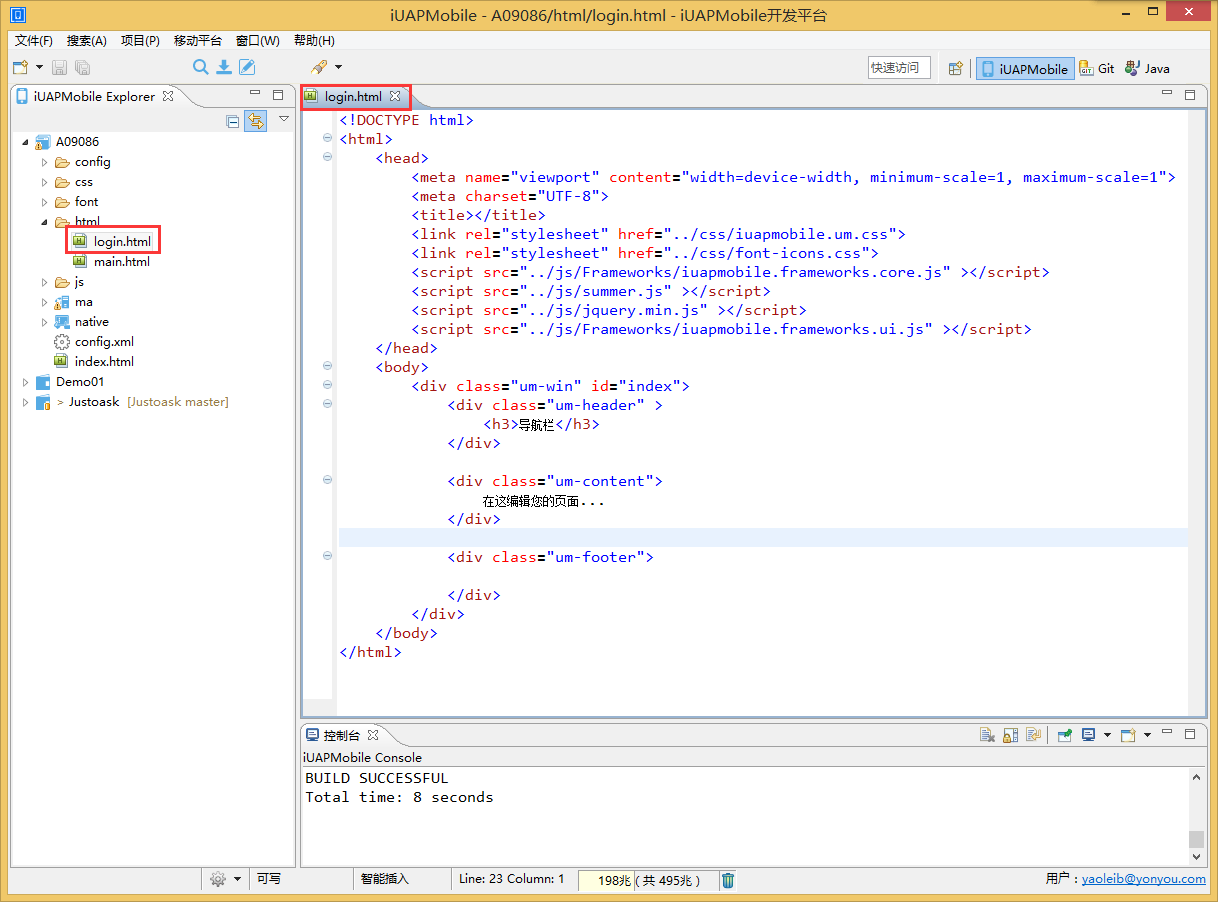 iUAPMobile - A09086/html/login.html - iUAPMobile开发平台
文件(F) 搜索(A) 项目(P) 移动平台 窗口(W) 帮助(H)
快速访问 iUAPMobile Git Java
iUAPMobile Explorer
A09086
config
css
font
html
login.html
main.html
js
ma
native
config.xml
index.html
Demo01
> Justoask [Justoask master]
login.html
<!DOCTYPE html>
<html>
<head>
<meta name="viewport" content="width=device-width, minimum-scale=1, maximum-scale=1">
<meta charset="UTF-8">
<title></title>
<link rel="stylesheet" href="../css/iuapmobile.um.css">
<link rel="stylesheet" href="../css/font-icons.css">
<script src="../js/Frameworks/iuapmobile.frameworks.core.js" ></script>
<script src="../js/summer.js" ></script>
<script src="../js/jquery.min.js" ></script>
<script src="../js/Frameworks/iuapmobile.frameworks.ui.js" ></script>
</head>
<body>
<div class="um-win" id="index">
<div class="um-header" >
<h3>导航栏</h3>
</div>
<div class="um-content">
在这编辑您的页面...
</div>
<div class="um-footer">
</div>
</div>
</body>
</html>
控制台
iUAPMobile Console
BUILD SUCCESSFUL
Total time: 8 seconds
可写 智能插入 Line: 23 Column: 1 198兆 ( 共 495兆 ) 用户：yaoleib@yonyou.com